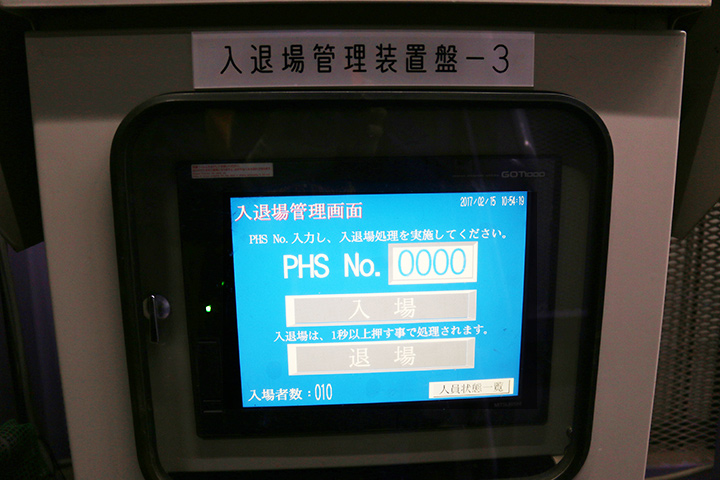 入退場管理装置盤-3
GOT1000
入退場管理画面
2017/02/15 10:54:19
PHS No.入力し、入退場処理を実施してください。
PHS No. 0000
入場
入退場は、1秒以上押す事で処理されます。
退場
入場者数:010
人員状態一覧